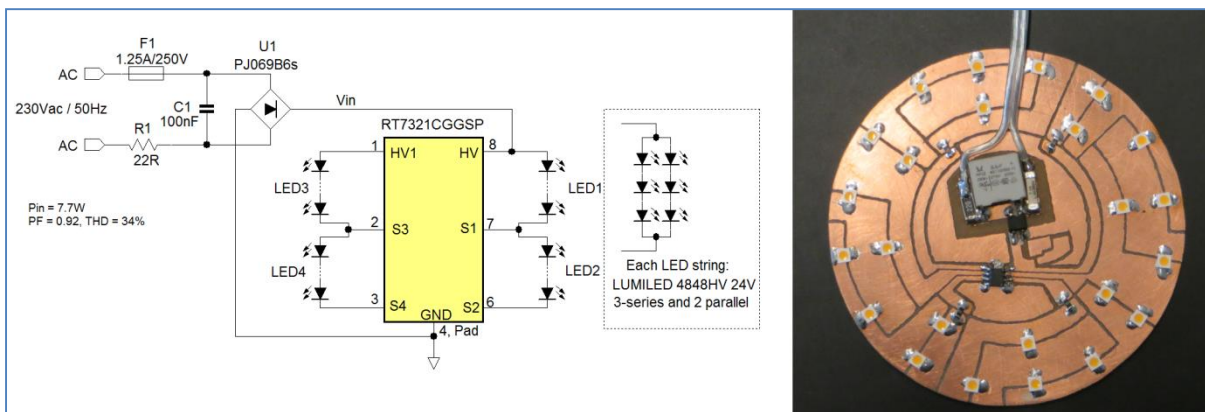 F1
1.25A/250V
AC
230Vac / 50Hz
C1
100nF
R1
AC
22R
U1
PJ069B6s
Vin
Pin = 7.7W
PF = 0.92, THD = 34%
RT7321CGGSP
1
HV1
HV
8
LED3
LED1
2
S3
S1
7
LED4
LED2
3
S4
S2
6
GND
4, Pad
Each LED string:
LUMILED 4848HV 24V
3-series and 2 parallel